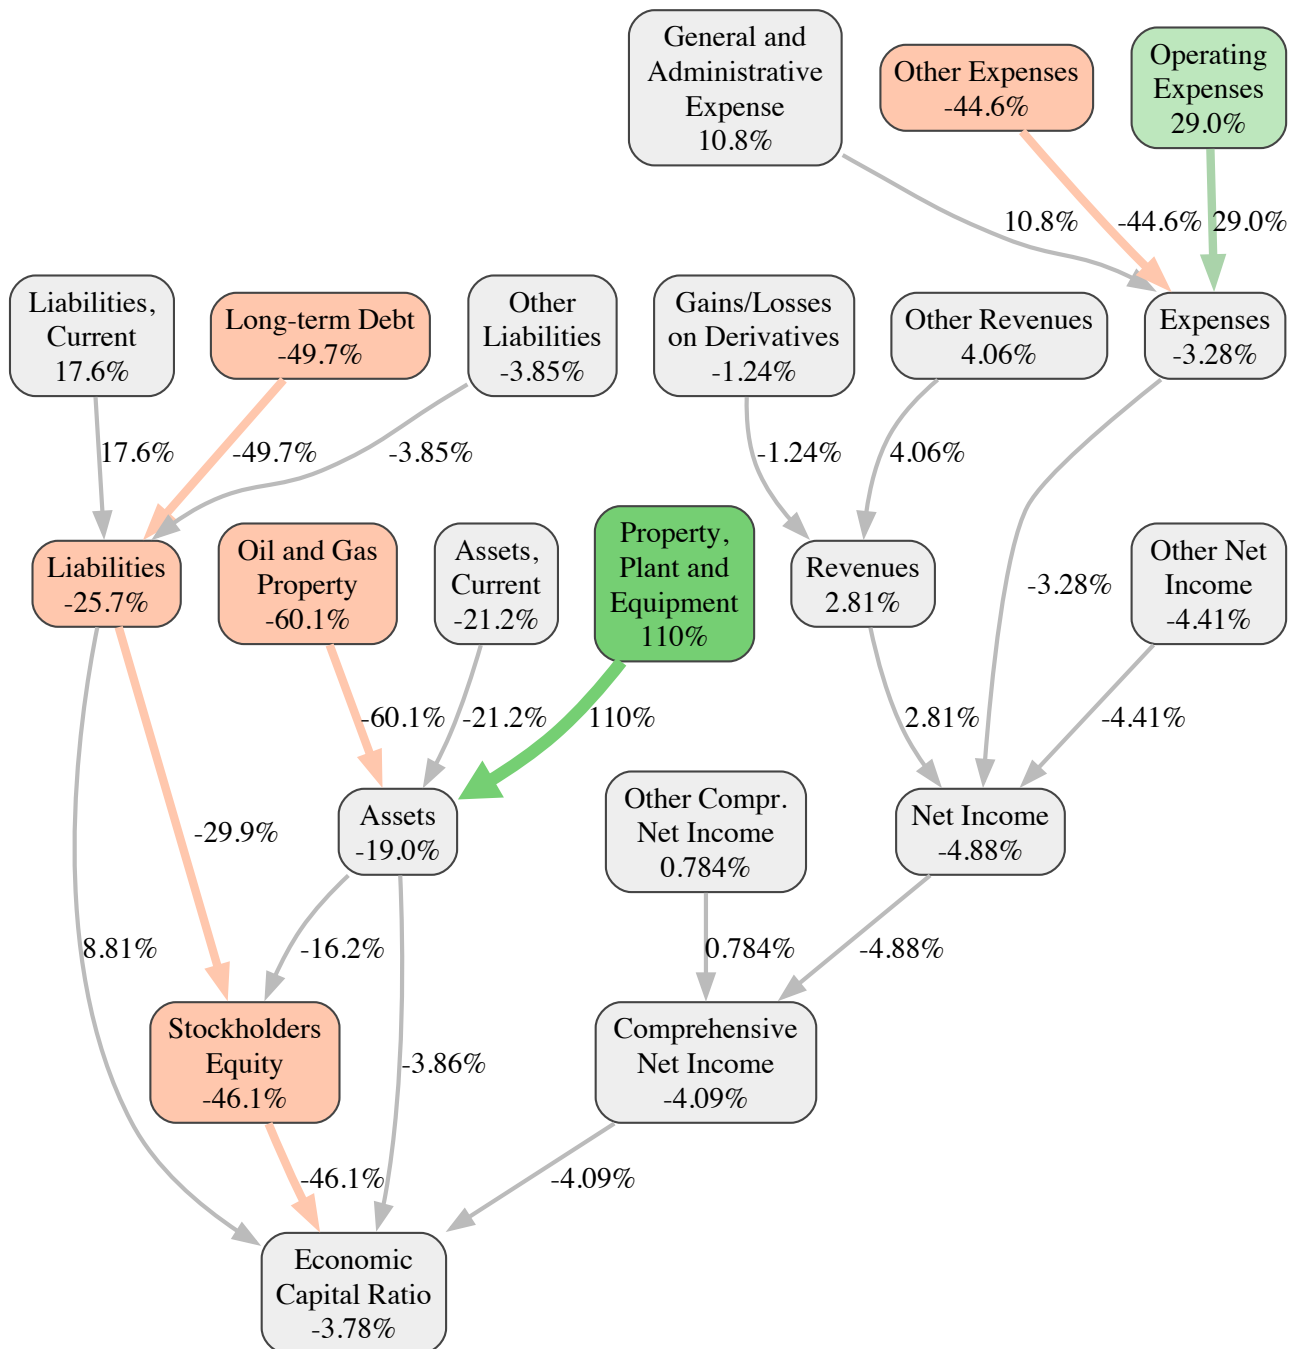 General and
Administrative
Expense
10.8%
Other Expenses
-44.6%
Operating
Expenses
29.0%
10.8%
-44.6%
29.0%
Liabilities,
Current
17.6%
Long-term Debt
-49.7%
Other
Liabilities
-3.85%
Gains/Losses
on Derivatives
-1.24%
Other Revenues
4.06%
Expenses
-3.28%
17.6%
-49.7%
-3.85%
-1.24%
4.06%
Liabilities
-25.7%
Oil and Gas
Property
-60.1%
Assets,
Current
-21.2%
Property,
Plant and
Equipment
110%
Revenues
2.81%
-3.28%
Other Net
Income
-4.41%
-60.1%
-21.2%
110%
2.81%
-4.41%
-29.9%
Assets
-19.0%
Other Compr.
Net Income
0.784%
Net Income
-4.88%
8.81%
-16.2%
0.784%
-4.88%
Stockholders
Equity
-46.1%
-3.86%
Comprehensive
Net Income
-4.09%
-46.1%
-4.09%
Economic
Capital Ratio
-3.78%